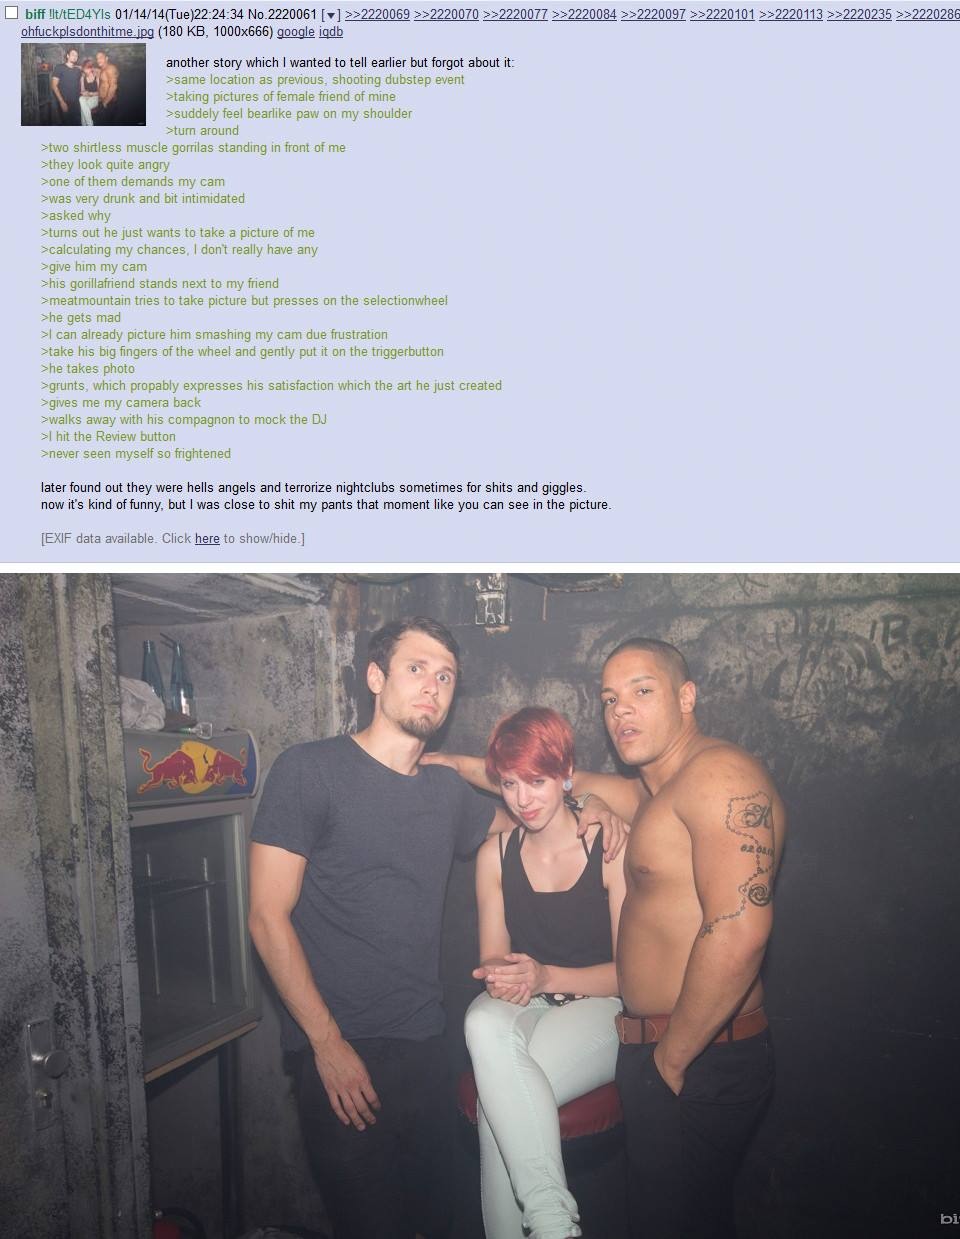 biff !lt/tED4YIs 01/14/14(Tue)22:24:34 No.2220061 [▼] >>2220069 >>2220070 >>2220077 >>2220084 >>2220097 >>2220101 >>2220113 >>2220235 >>2220286
ohfuckplsdonthitme.jpg (180 KB, 1000x666) google iqdb
another story which I wanted to tell earlier but forgot about it:
>same location as previous, shooting dubstep event
>taking pictures of female friend of mine
>suddely feel bearlike paw on my shoulder
>turn around
>two shirtless muscle gorrilas standing in front of me
>they look quite angry
>one of them demands my cam
>was very drunk and bit intimidated
>asked why
>turns out he just wants to take a picture of me
>calculating my chances, I don't really have any
>give him my cam
>his gorillafriend stands next to my friend
>meatmountain tries to take picture but presses on the selectionwheel
>he gets mad
>I can already picture him smashing my cam due frustration
>take his big fingers of the wheel and gently put it on the triggerbutton
>he takes photo
>grunts, which propably expresses his satisfaction which the art he just created
>gives me my camera back
>walks away with his compagnon to mock the DJ
>I hit the Review button
>never seen myself so frightened
later found out they were hells angels and terrorize nightclubs sometimes for shits and giggles.
now it's kind of funny, but I was close to shit my pants that moment like you can see in the picture.
[EXIF data available. Click here to show/hide.]